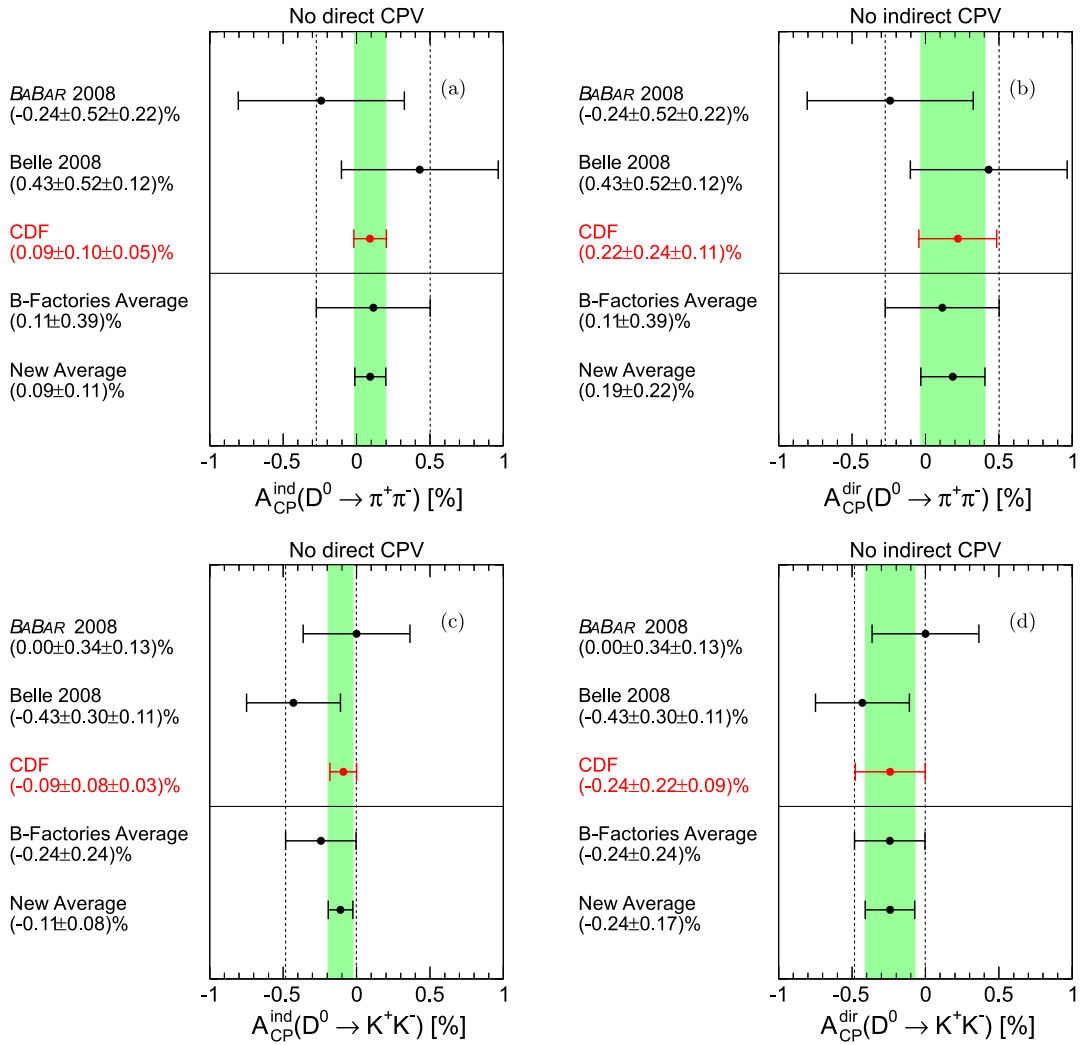 No direct CPV
(a)
BABAR 2008
(-0.24±0.52±0.22)%
Belle 2008
(0.43±0.52±0.12)%
CDF
(0.09±0.10±0.05)%
B-Factories Average
(0.11±0.39)%
New Average
(0.09±0.11)%
-1 -0.5 0 0.5 1
A_CP^ind(D⁰ → π⁺π⁻) [%]
No indirect CPV
(b)
BABAR 2008
(-0.24±0.52±0.22)%
Belle 2008
(0.43±0.52±0.12)%
CDF
(0.22±0.24±0.11)%
B-Factories Average
(0.11±0.39)%
New Average
(0.19±0.22)%
-1 -0.5 0 0.5 1
A_CP^dir(D⁰ → π⁺π⁻) [%]
No direct CPV
(c)
BABAR 2008
(0.00±0.34±0.13)%
Belle 2008
(-0.43±0.30±0.11)%
CDF
(-0.09±0.08±0.03)%
B-Factories Average
(-0.24±0.24)%
New Average
(-0.11±0.08)%
-1 -0.5 0 0.5 1
A_CP^ind(D⁰ → K⁺K⁻) [%]
No indirect CPV
(d)
BABAR 2008
(0.00±0.34±0.13)%
Belle 2008
(-0.43±0.30±0.11)%
CDF
(-0.24±0.22±0.09)%
B-Factories Average
(-0.24±0.24)%
New Average
(-0.24±0.17)%
-1 -0.5 0 0.5 1
A_CP^dir(D⁰ → K⁺K⁻) [%]